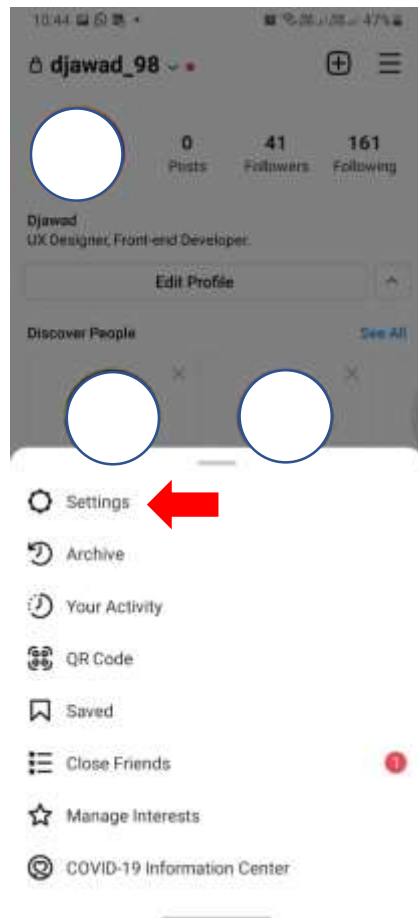 10:44
47%
djawad_98
0 41 161
Posts Followers Following
Djawad
UX Designer, Front-end Developer.
Edit Profile
Discover People See All
Settings
Archive
Your Activity
QR Code
Saved
Close Friends 1
Manage Interests
COVID-19 Information Center